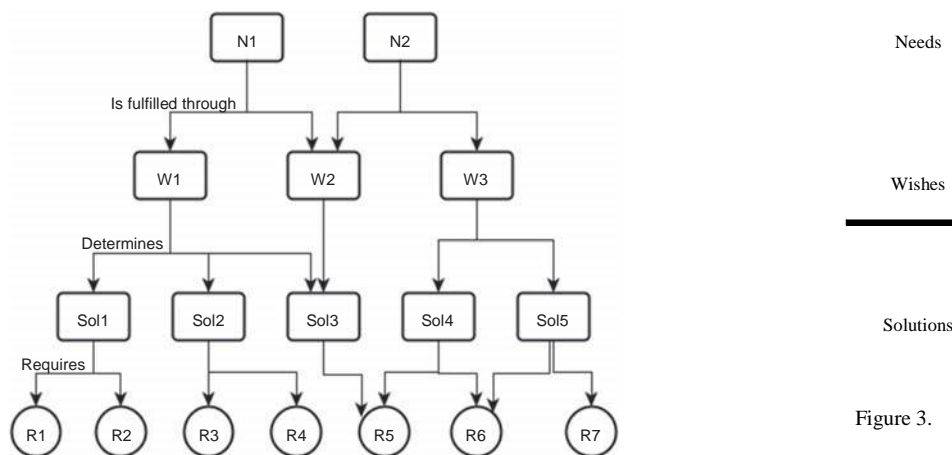 N1 N2 Needs
Is fulfilled through
W1 W2 W3 Wishes
Determines
Sol1 Sol2 Sol3 Sol4 Sol5 Solutions
Requires
R1 R2 R3 R4 R5 R6 R7
Figure 3.